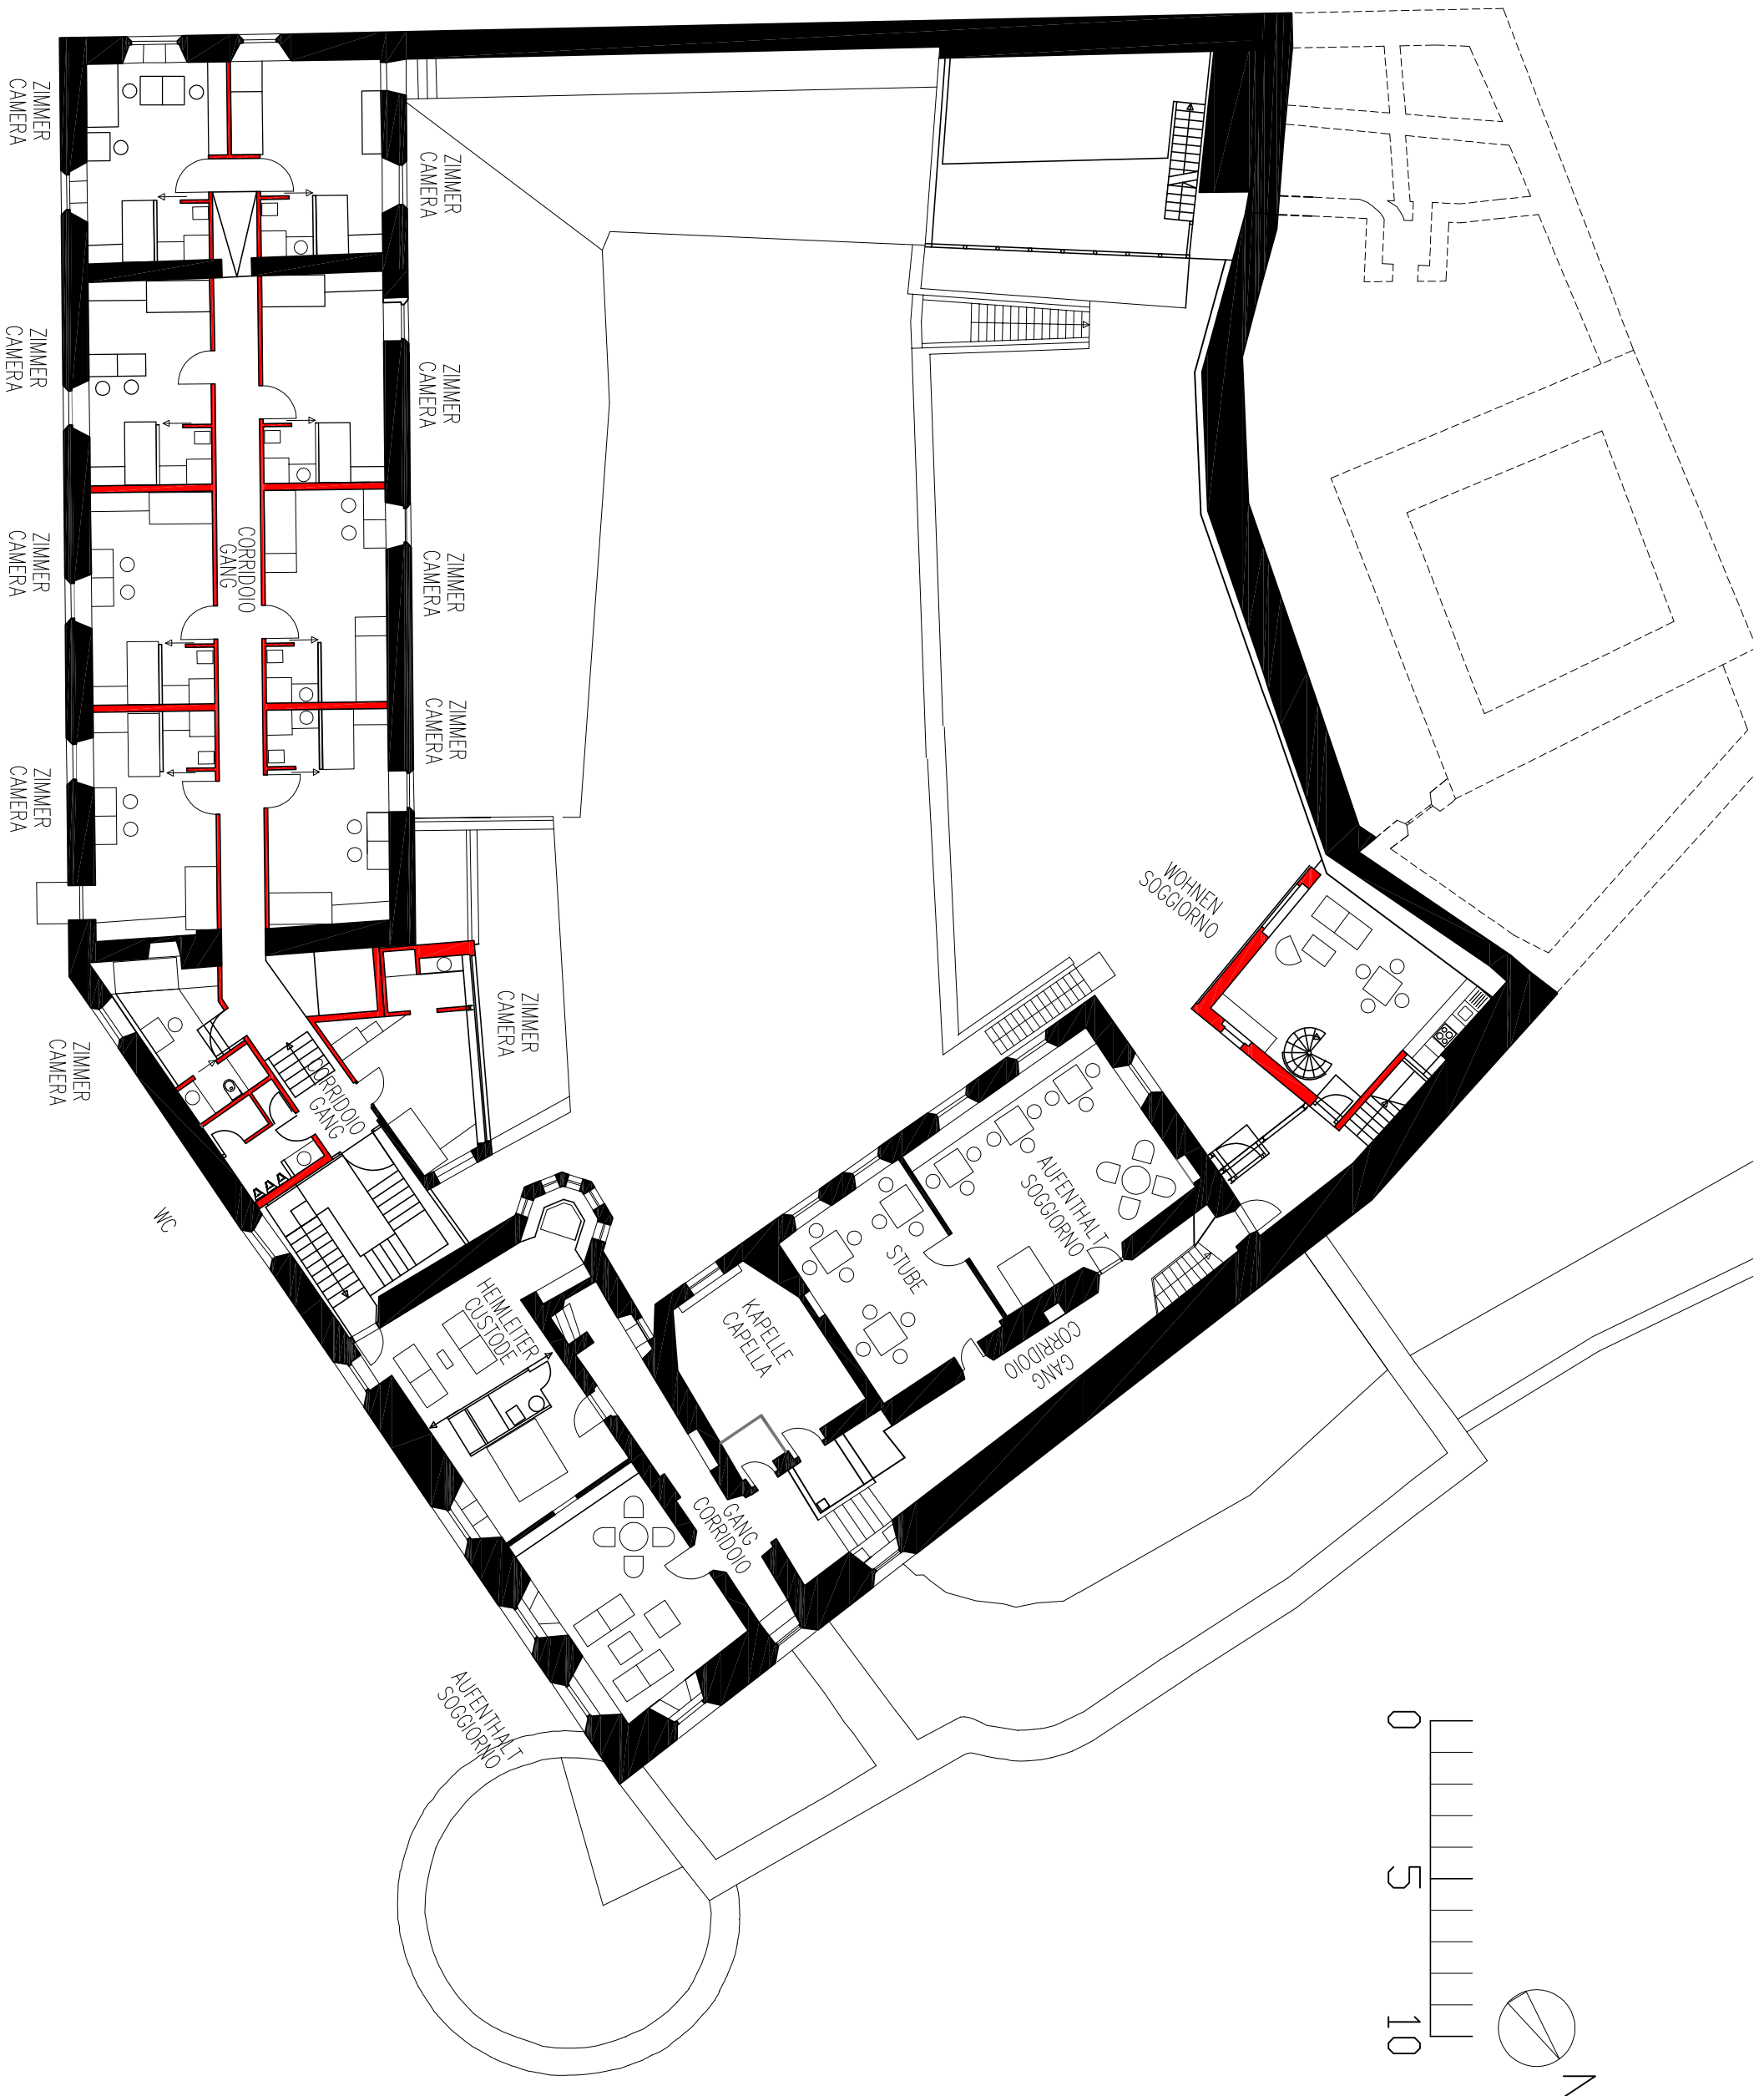 ZIMMER
CAMERA
ZIMMER
CAMERA
ZIMMER
CAMERA
ZIMMER
CAMERA
ZIMMER
CAMERA
ZIMMER
CAMERA
CORRIDOIO
GANG
ZIMMER
CAMERA
ZIMMER
CAMERA
ZIMMER
CAMERA
ZIMMER
CAMERA
CORRIDOIO
GANG
WC
WOHNEN
SOGGIORNO
AUFENTHALT
SOGGIORNO
STUBE
KAPELLE
CAPELLA
GANG
CORRIDOIO
HEIMLEITER
CUSTODE
GANG
CORRIDOIO
AUFENTHALT
SOGGIORNO
0
5
10